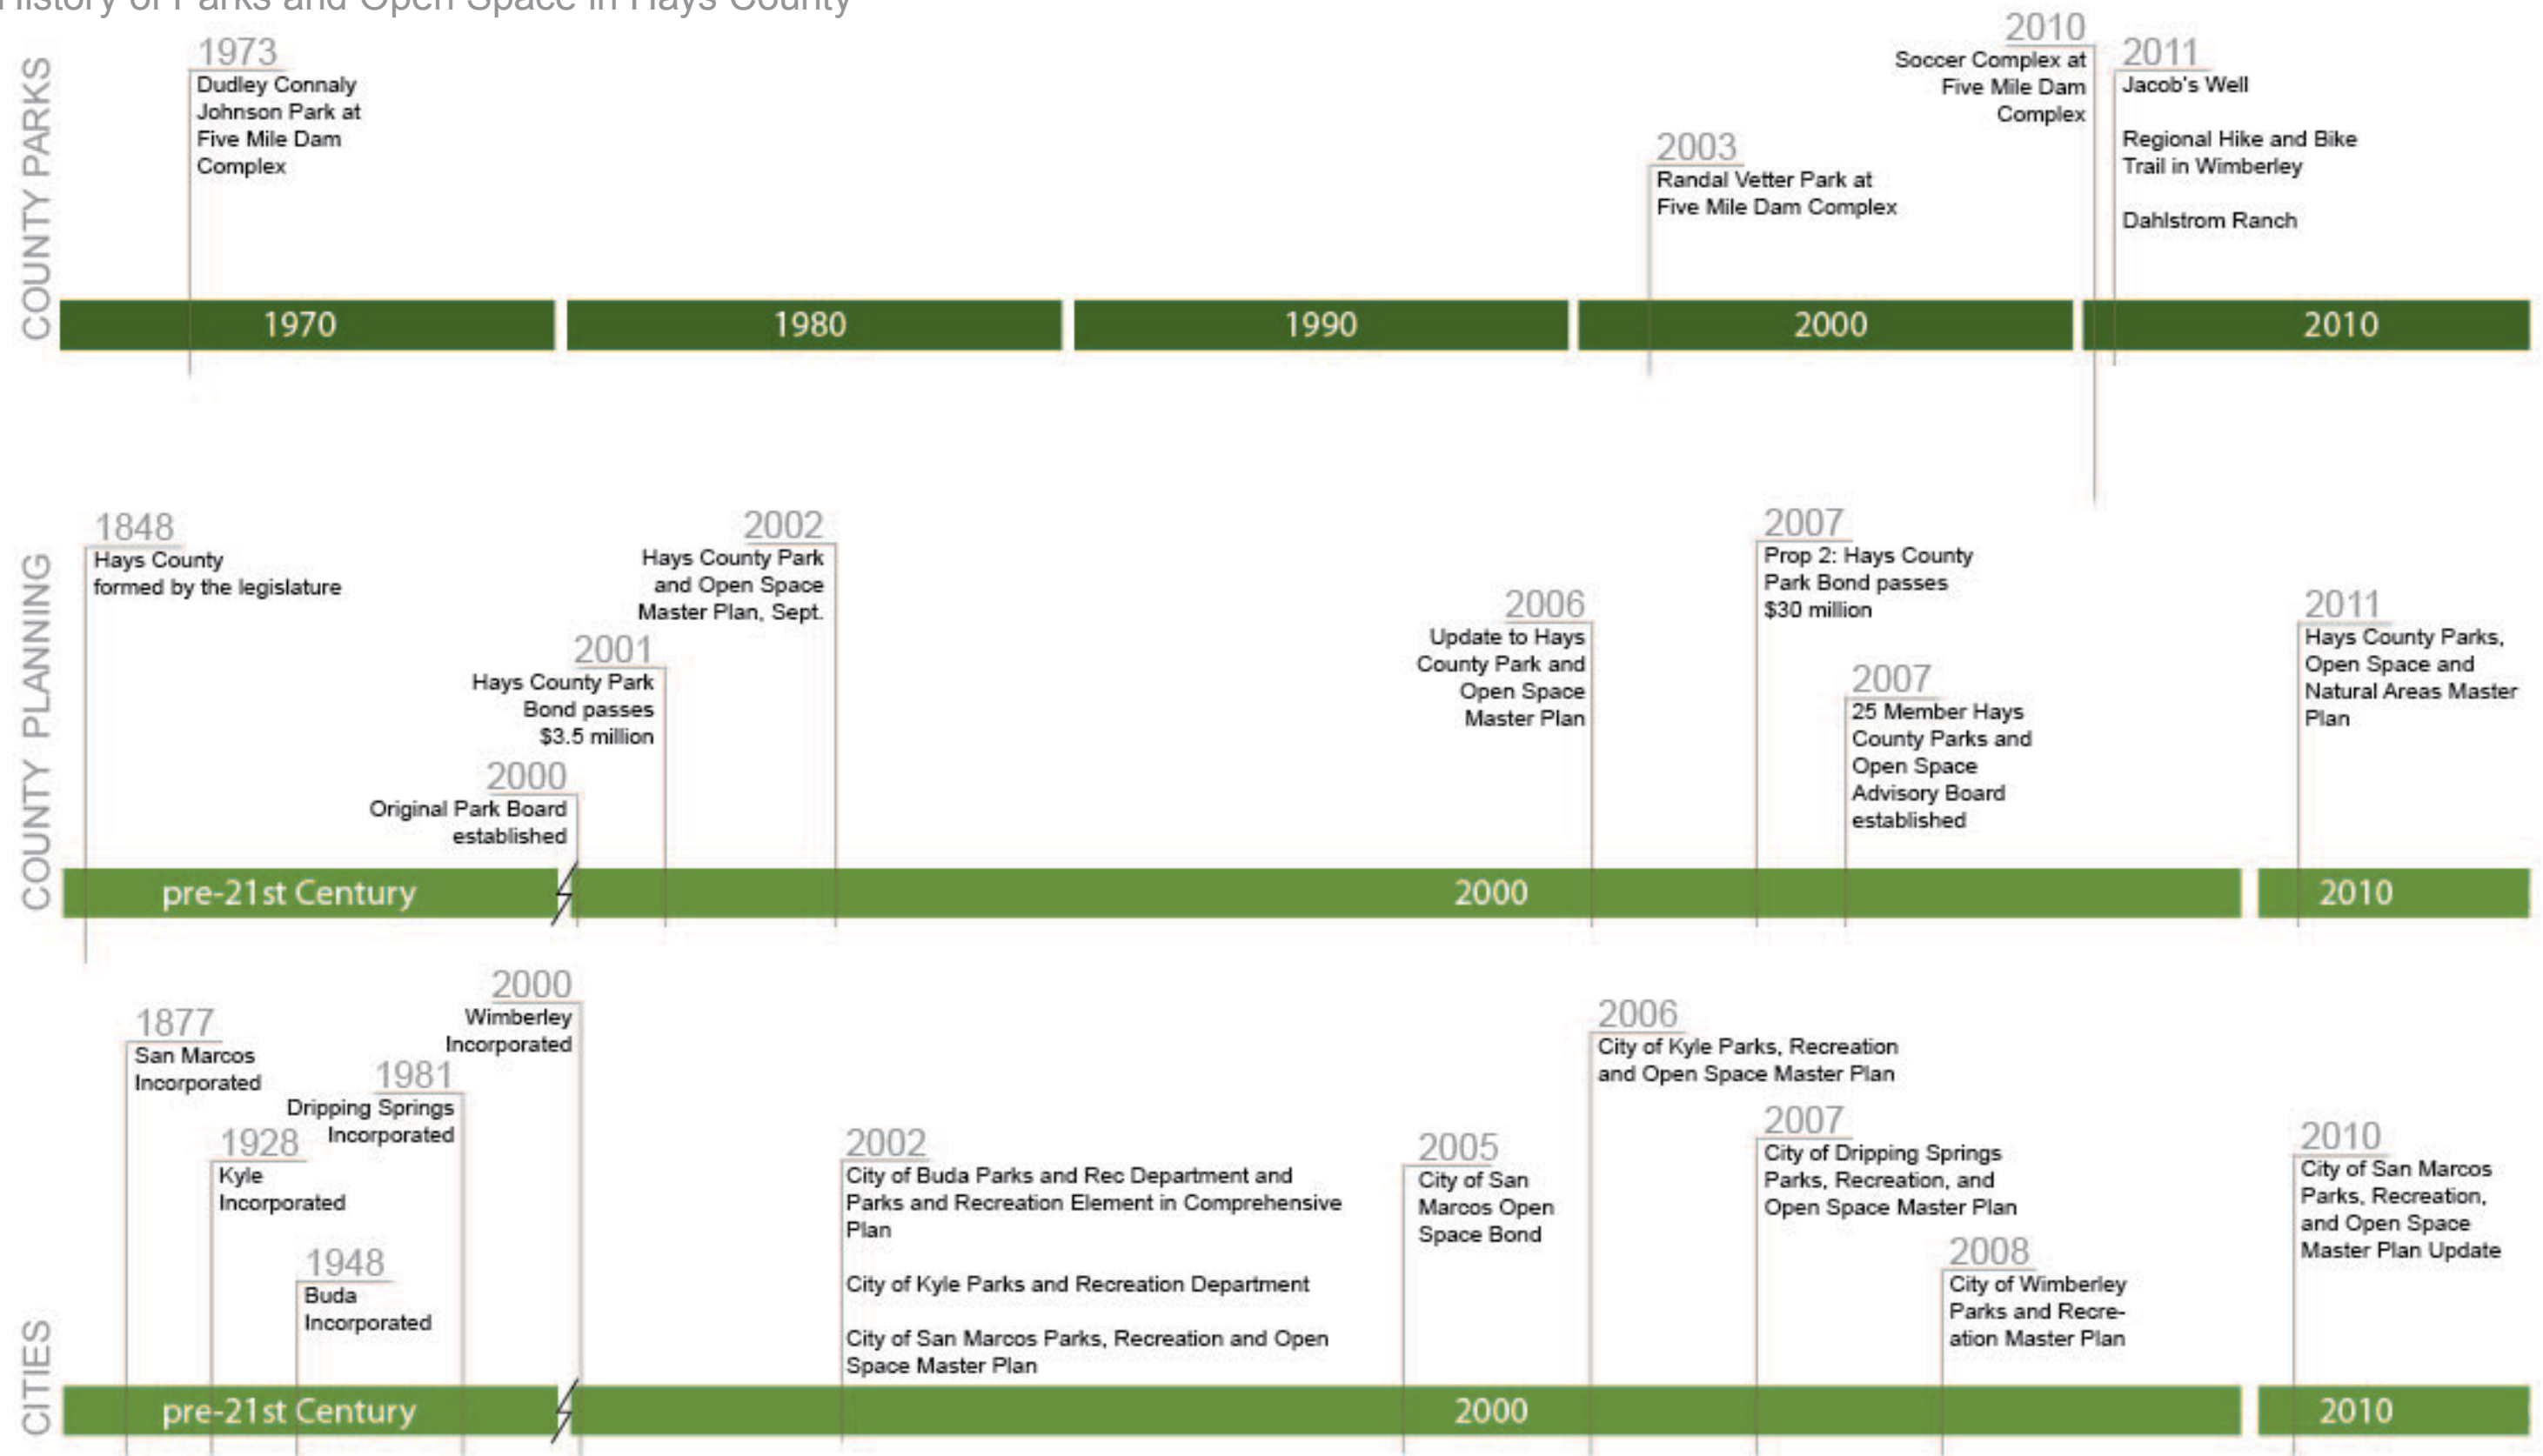 History of Parks and Open Space in Hays County
COUNTY PARKS
1973
Dudley Connaly
Johnson Park at
Five Mile Dam
Complex
2003
Randal Vetter Park at
Five Mile Dam Complex
2010
Soccer Complex at
Five Mile Dam
Complex
2011
Jacob's Well
Regional Hike and Bike
Trail in Wimberley
Dahlstrom Ranch
1970
1980
1990
2000
2010
COUNTY PLANNING
1848
Hays County
formed by the legislature
2000
Original Park Board
established
2001
Hays County Park
Bond passes
$3.5 million
2002
Hays County Park
and Open Space
Master Plan, Sept.
2006
Update to Hays
County Park and
Open Space
Master Plan
2007
Prop 2: Hays County
Park Bond passes
$30 million
2007
25 Member Hays
County Parks and
Open Space
Advisory Board
established
2011
Hays County Parks,
Open Space and
Natural Areas Master
Plan
pre-21st Century
2000
2010
CITIES
1877
San Marcos
Incorporated
1928
Kyle
Incorporated
1948
Buda
Incorporated
1981
Dripping Springs
Incorporated
2000
Wimberley
Incorporated
2002
City of Buda Parks and Rec Department and
Parks and Recreation Element in Comprehensive
Plan
City of Kyle Parks and Recreation Department
City of San Marcos Parks, Recreation and Open
Space Master Plan
2005
City of San
Marcos Open
Space Bond
2006
City of Kyle Parks, Recreation
and Open Space Master Plan
2007
City of Dripping Springs
Parks, Recreation, and
Open Space Master Plan
2008
City of Wimberley
Parks and Recre-
ation Master Plan
2010
City of San Marcos
Parks, Recreation,
and Open Space
Master Plan Update
pre-21st Century
2000
2010